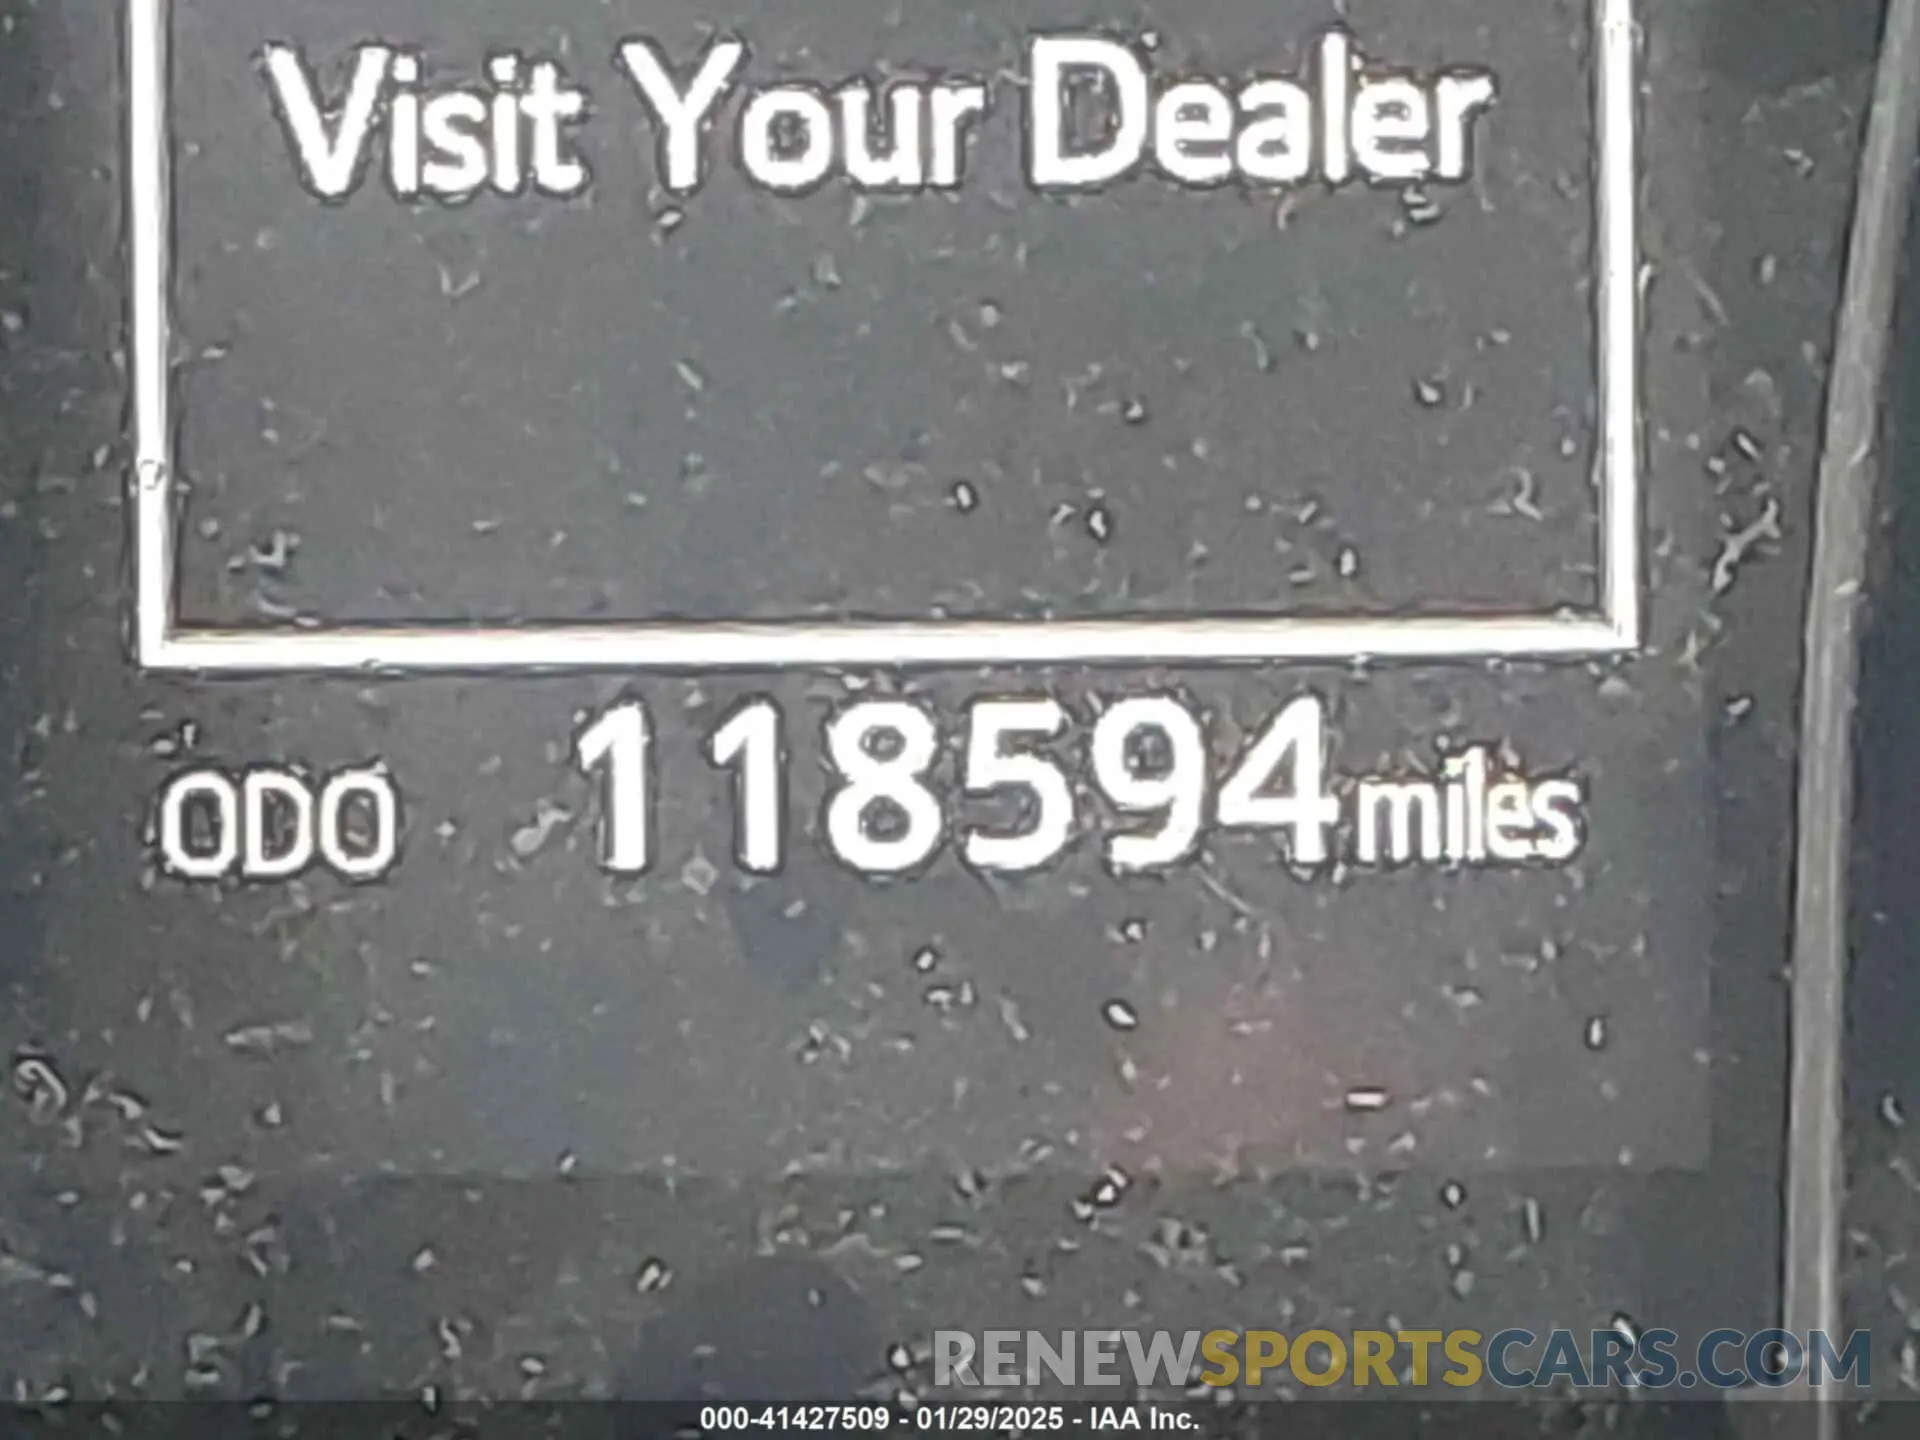 Visit Your Dealer
ODO 118594 miles
RENEWSPORTSCARS.COM
000-41427509 - 01/29/2025 - IAA Inc.